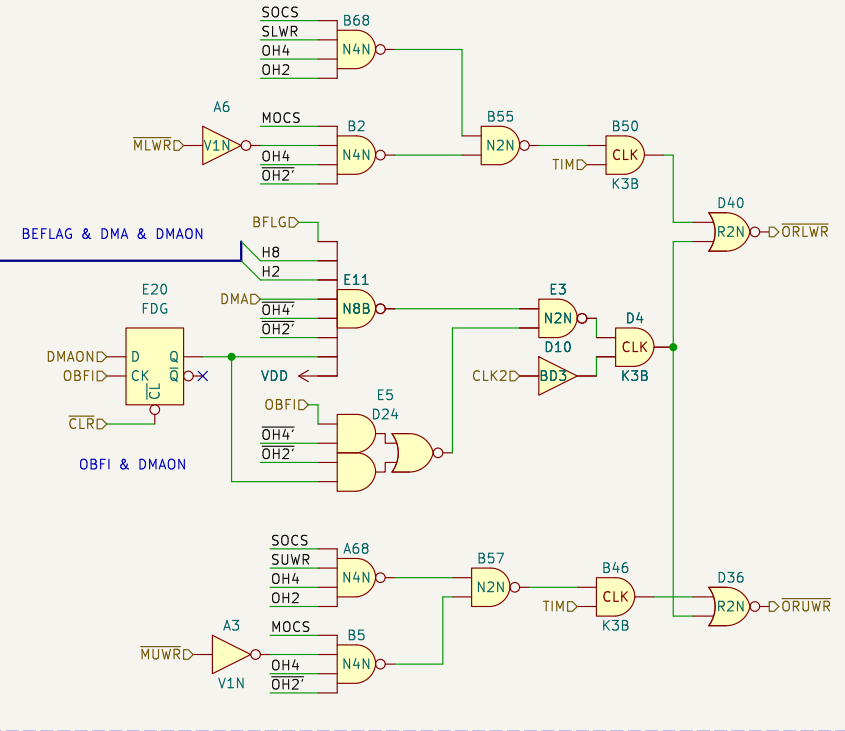 SOCS
SLWR
OH4
OH2
B68
N4N
A6
MLWR
V1N
MOCS
OH4
OH2'
B2
N4N
B55
N2N
B50
CLK
TIM
K3B
D40
R2N
ORLWR
BEFLAG & DMA & DMAON
BFLG
H8
H2
DMA
OH4'
OH2'
E11
N8B
VDD
E20
FDG
DMAON
D
Q
OBFI
CK
Q
CL
CLR
OBFI & DMAON
E3
N2N
D10
CLK2
BD3
D4
CLK
K3B
E5
D24
OBFI
OH4'
OH2'
SOCS
SUWR
OH4
OH2
A68
N4N
A3
MUWR
V1N
MOCS
OH4
OH2'
B5
N4N
B57
N2N
B46
CLK
TIM
K3B
D36
R2N
ORUWR